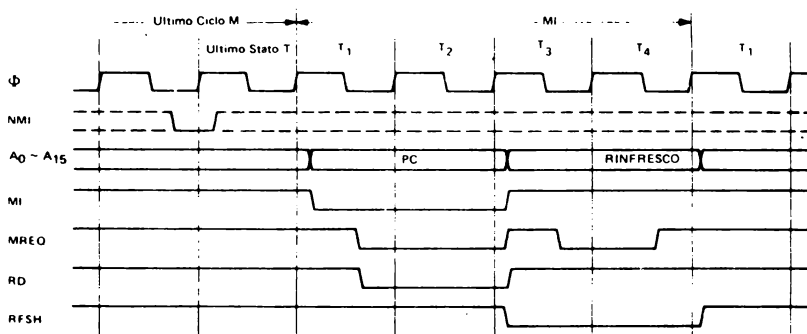 Ultimo Ciclo M
MI
Ultimo Stato T
T1
T2
T3
T4
T1
Φ
NMI
A0 ~ A15
PC
RINFRESCO
MI
MREQ
RD
RFSH